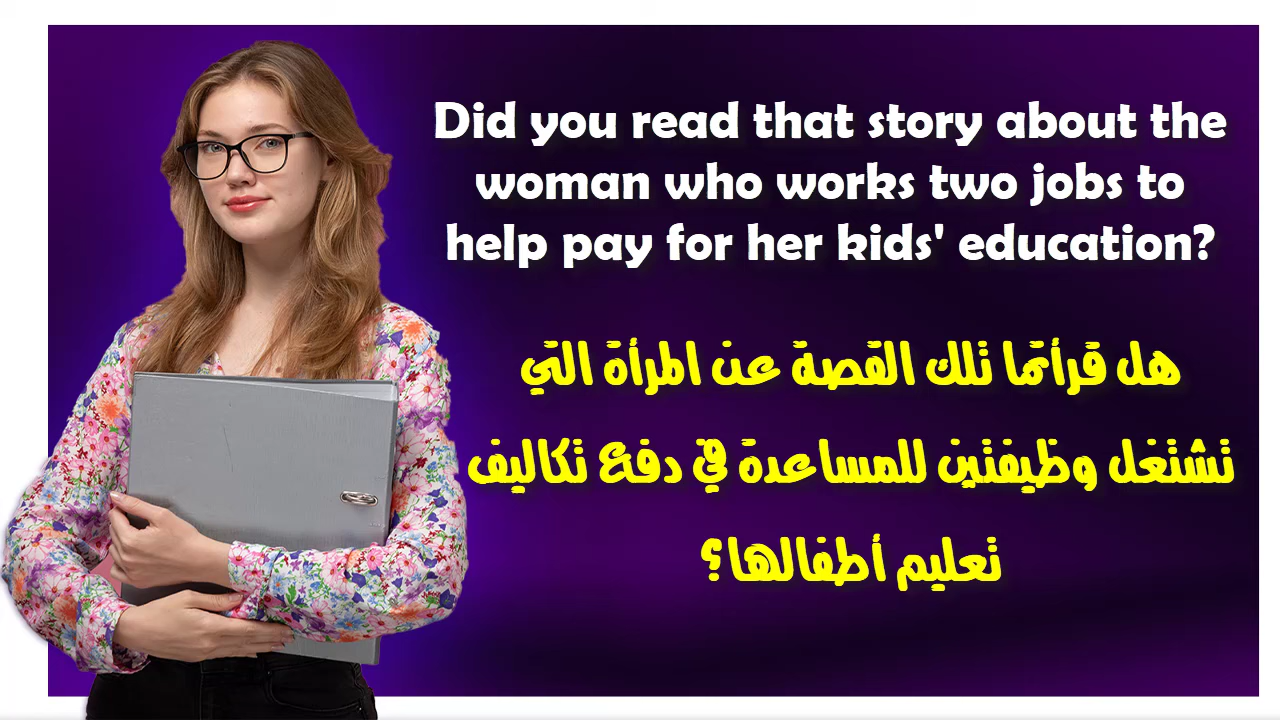 Did you read that story about the
woman who works two jobs to
help pay for her kids' education?
هل قرأتما تلك القصة عن المرأة التي
تشتغل وظيفتين للمساعدة في دفع تكاليف
تعليم أطفالها؟